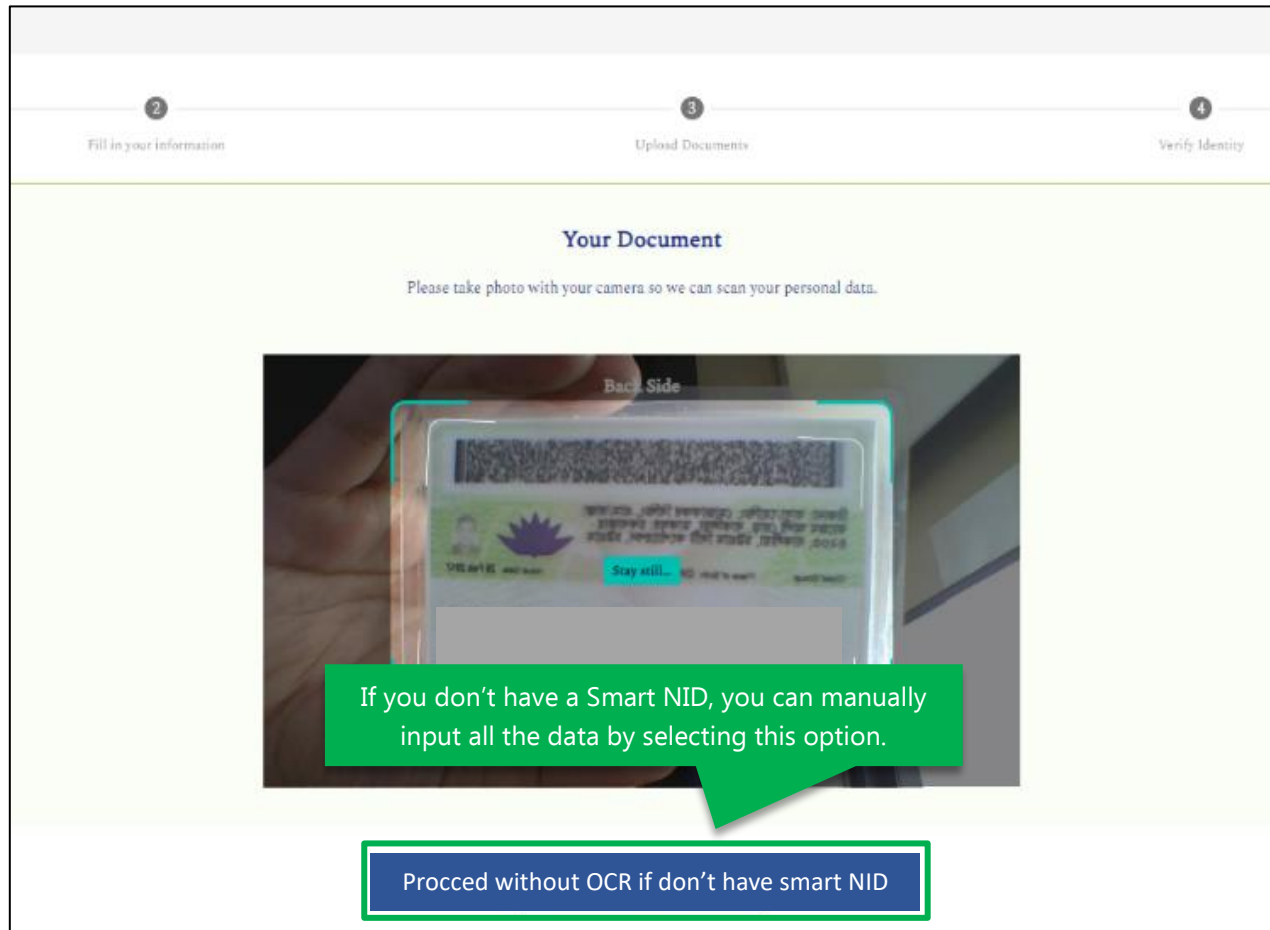 2
3
4
Fill in your information
Upload Documents
Verify Identity
Your Document
Please take photo with your camera so we can scan your personal data.
Back Side
Stay still...
If you don’t have a Smart NID, you can manually
input all the data by selecting this option.
Procced without OCR if don’t have smart NID